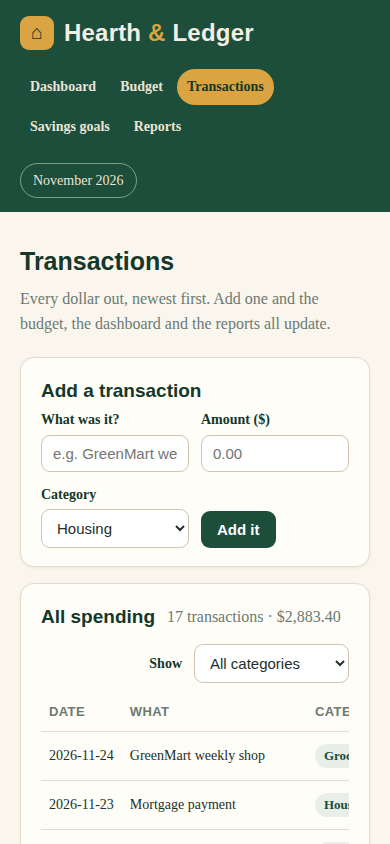 Hearth & Ledger
Dashboard Budget Transactions
Savings goals Reports
November 2026
Transactions
Every dollar out, newest first. Add one and the
budget, the dashboard and the reports all update.
Add a transaction
What was it? Amount ($)
e.g. GreenMart we 0.00
Category
Housing Add it
All spending 17 transactions · $2,883.40
Show All categories
DATE WHAT CATE
2026-11-24 GreenMart weekly shop Groc
2026-11-23 Mortgage payment Hous